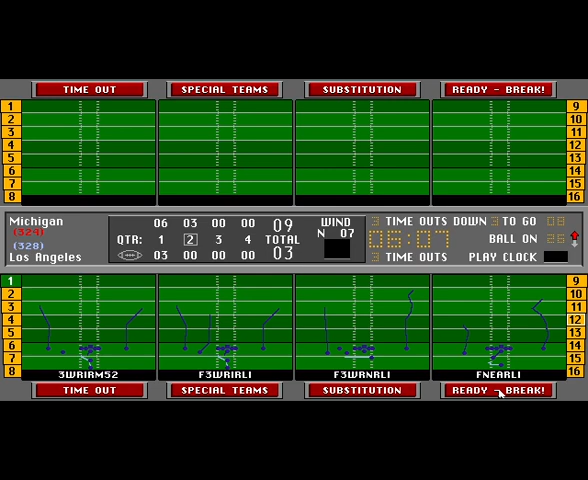 TIME OUT SPECIAL TEAMS SUBSTITUTION READY - BREAK!
1 9
2 10
3 11
4 12
5 13
6 14
7 15
8 16
Michigan 06 03 00 00 09 WIND 3 TIME OUTS DOWN 3 TO GO 08
(324) N 07
(328) QTR: 1 2 3 4 TOTAL 06:07 BALL ON 26
Los Angeles 03 00 00 00 03 3 TIME OUTS PLAY CLOCK
1 9
2 10
3 11
4 12
5 13
6 14
7 15
8 3WRIRM52 F3WRIRLI F3WRNRLI FNEARLI 16
TIME OUT SPECIAL TEAMS SUBSTITUTION READY - BREAK!